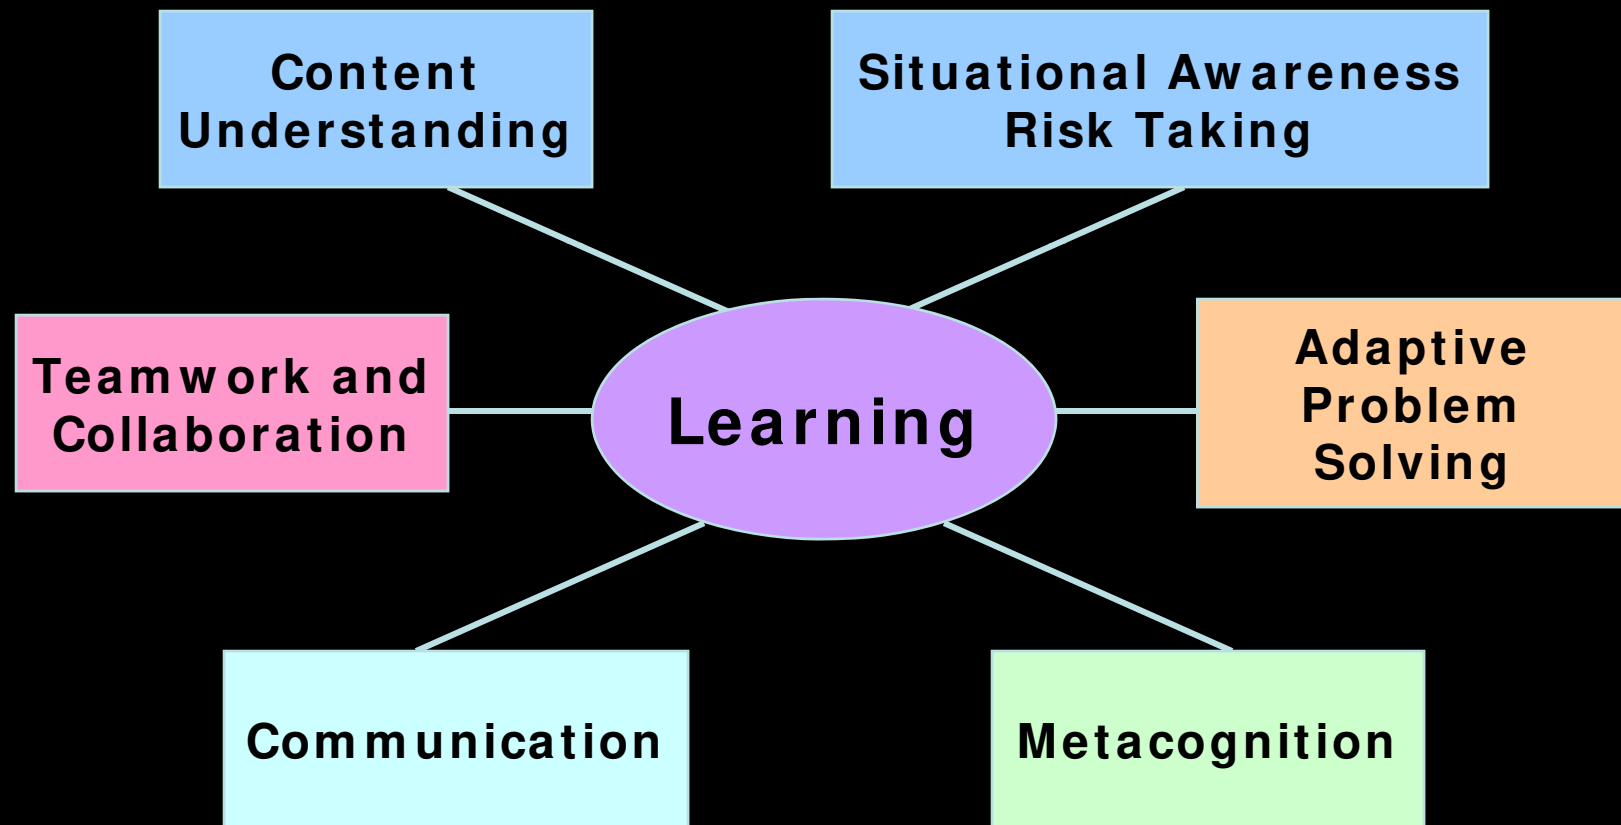 Content
Understanding
Situational Awareness
Risk Taking
Teamwork and
Collaboration
Learning
Adaptive
Problem
Solving
Communication
Metacognition